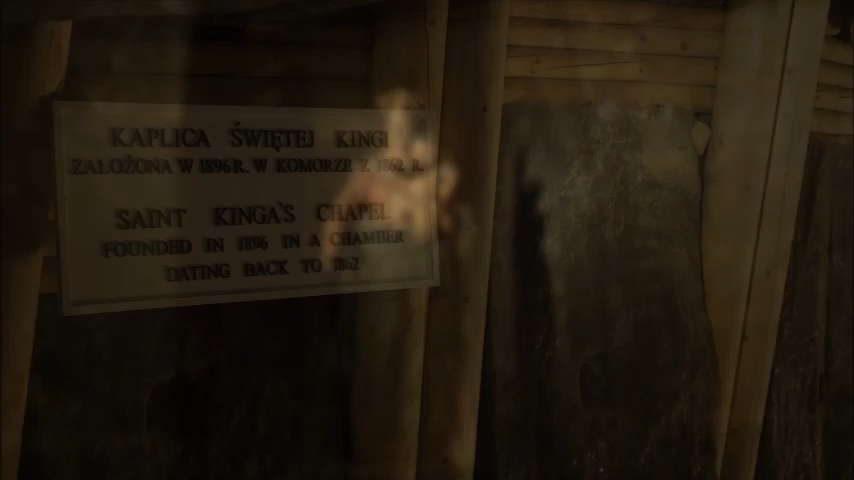 KAPLICA ŚWIĘTEJ KINGI
ZAŁOŻONA W 1896 R. W KOMORZE Z 1862 R.
SAINT KINGA'S CHAPEL
FOUNDED IN 1896 IN A CHAMBER
DATING BACK TO 1862